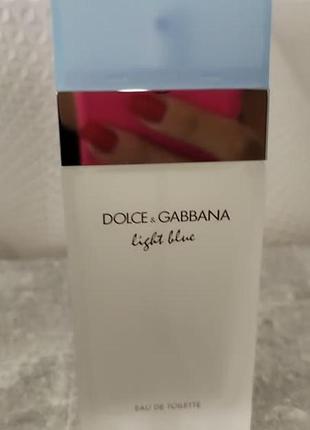 DOLCE & GABBANA
light blue
EAU DE TOILETTE